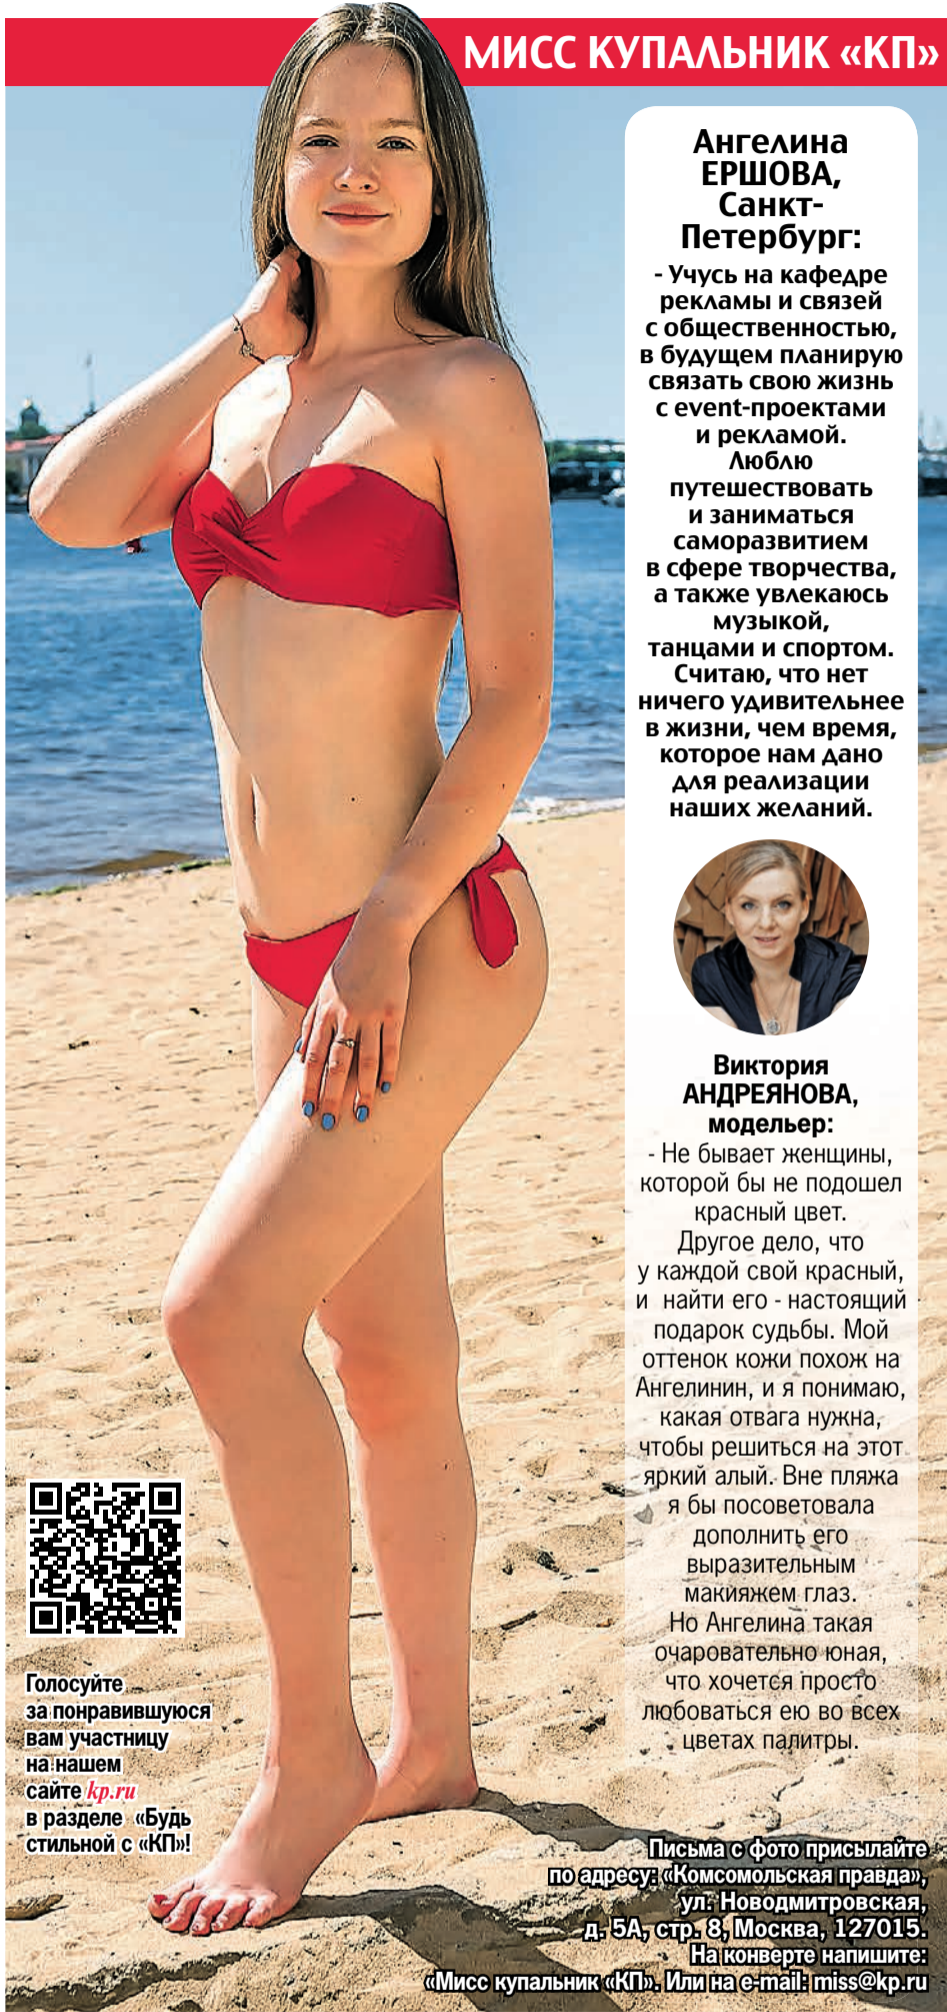 МИСС КУПАЛЬНИК «КП»
Ангелина
ЕРШОВА,
Санкт-
Петербург:
- Учусь на кафедре
рекламы и связей
с общественностью,
в будущем планирую
связать свою жизнь
с event-проектами
и рекламой.
Люблю
путешествовать
и заниматься
саморазвитием
в сфере творчества,
а также увлекаюсь
музыкой,
танцами и спортом.
Считаю, что нет
ничего удивительнее
в жизни, чем время,
которое нам дано
для реализации
наших желаний.
Виктория
АНДРЕЯНОВА,
модельер:
- Не бывает женщины,
которой бы не подошел
красный цвет.
Другое дело, что
у каждой свой красный,
и найти его - настоящий
подарок судьбы. Мой
оттенок кожи похож на
Ангелинин, и я понимаю,
какая отвага нужна,
чтобы решиться на этот
яркий алый. Вне пляжа
я бы посоветовала
дополнить его
выразительным
макияжем глаз.
Но Ангелина такая
очаровательно юная,
что хочется просто
любоваться ею во всех
цветах палитры.
Голосуйте
за понравившуюся
вам участницу
на нашем
сайте kp.ru
в разделе «Будь
стильной с «КП»!
Письма с фото присылайте
по адресу: «Комсомольская правда»,
ул. Новодмитровская,
д. 5А, стр. 8, Москва, 127015.
На конверте напишите:
«Мисс купальник «КП». Или на e-mail: miss@kp.ru